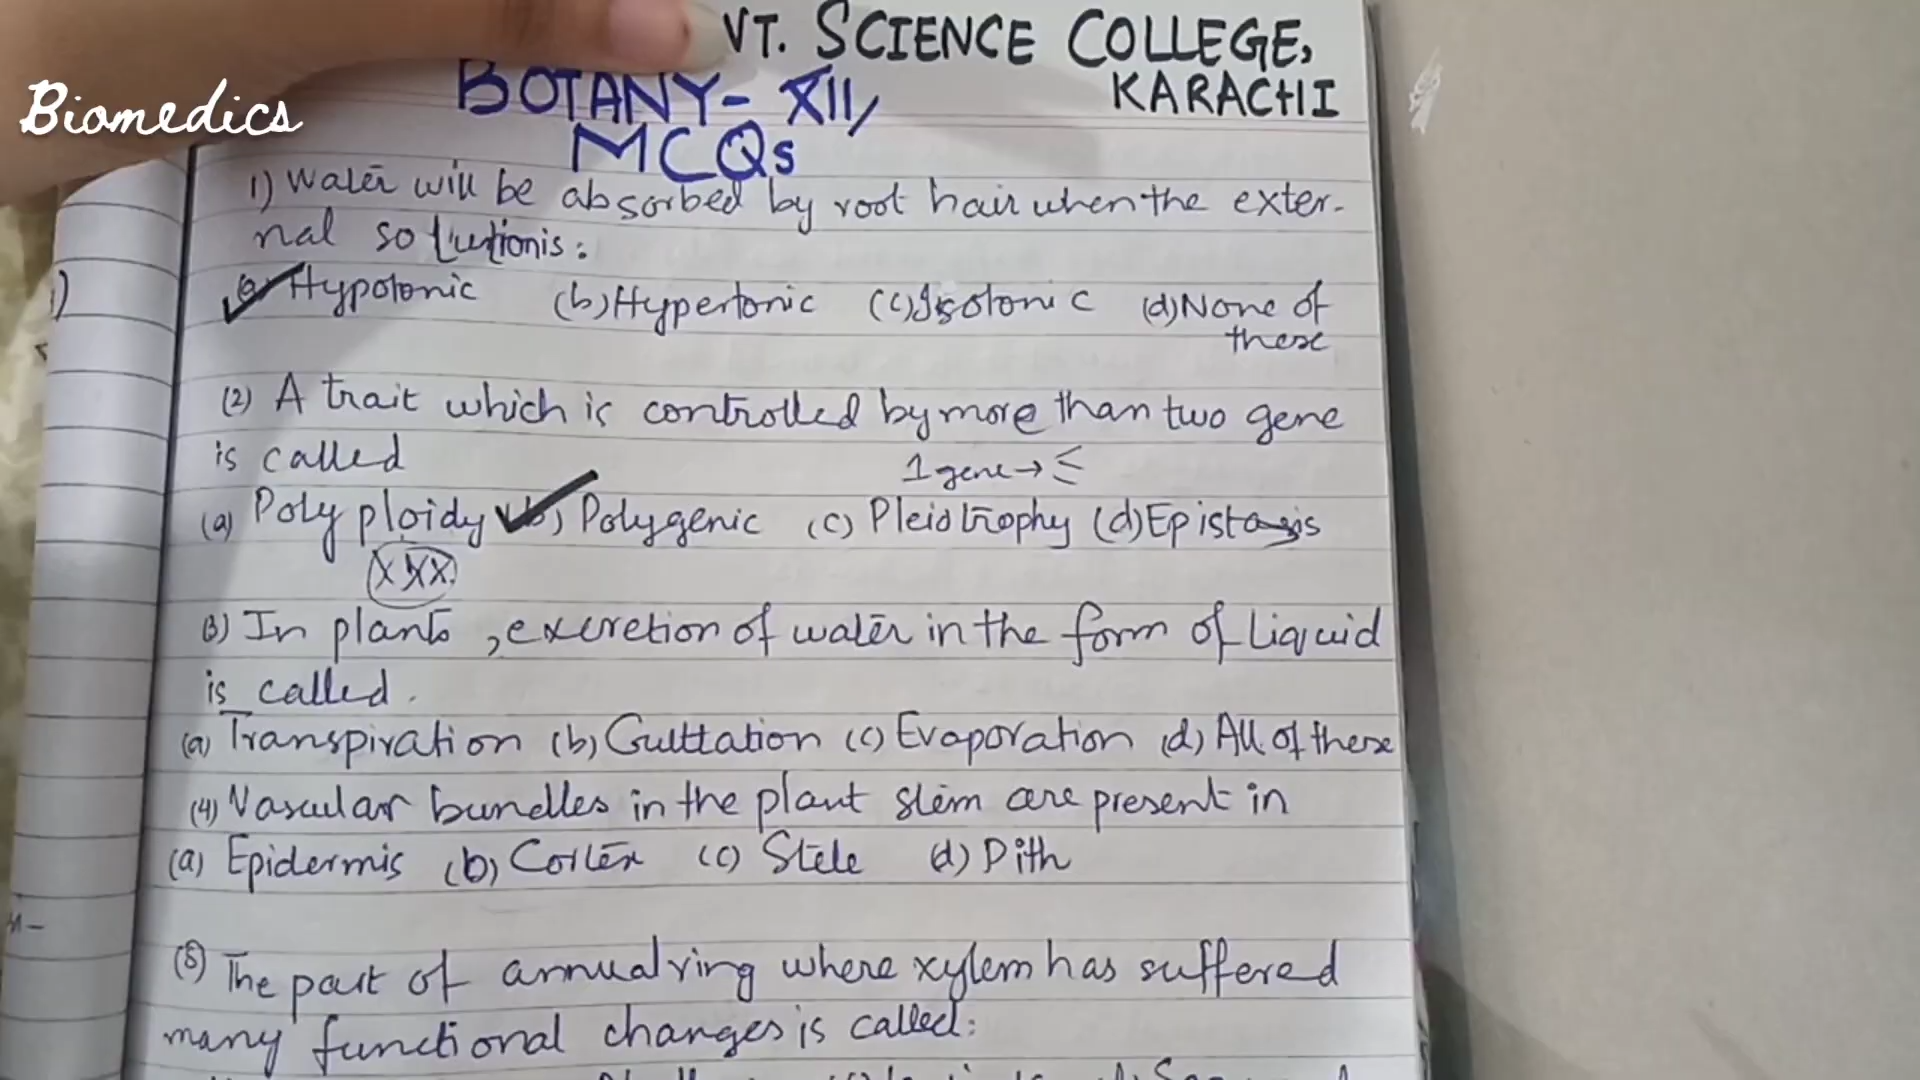 VT. SCIENCE COLLEGE,
KARACHI
Biomedics
BOTANY- XII,
MCQs
1) Water will be absorbed by root hair when the exter-
nal solutionis:
(a) Hypotonic (b) Hypertonic (c) Isotonic (d) None of
these
(2) A trait which is controlled by more than two gene
is called
1 gene →
(a) Poly ploidy (b) Polygenic (c) Pleiotrophy (d) Epistasis
XXX
(3) In plants, excretion of water in the form of Liquid
is called.
(a) Transpiration (b) Guttation (c) Evaporation (d) All of these
(4) Vascular bundles in the plant stem are present in
(a) Epidermis (b) Cortex (c) Stele (d) Pith
(5) The part of annual ring where xylem has suffered
many functional changes is called: